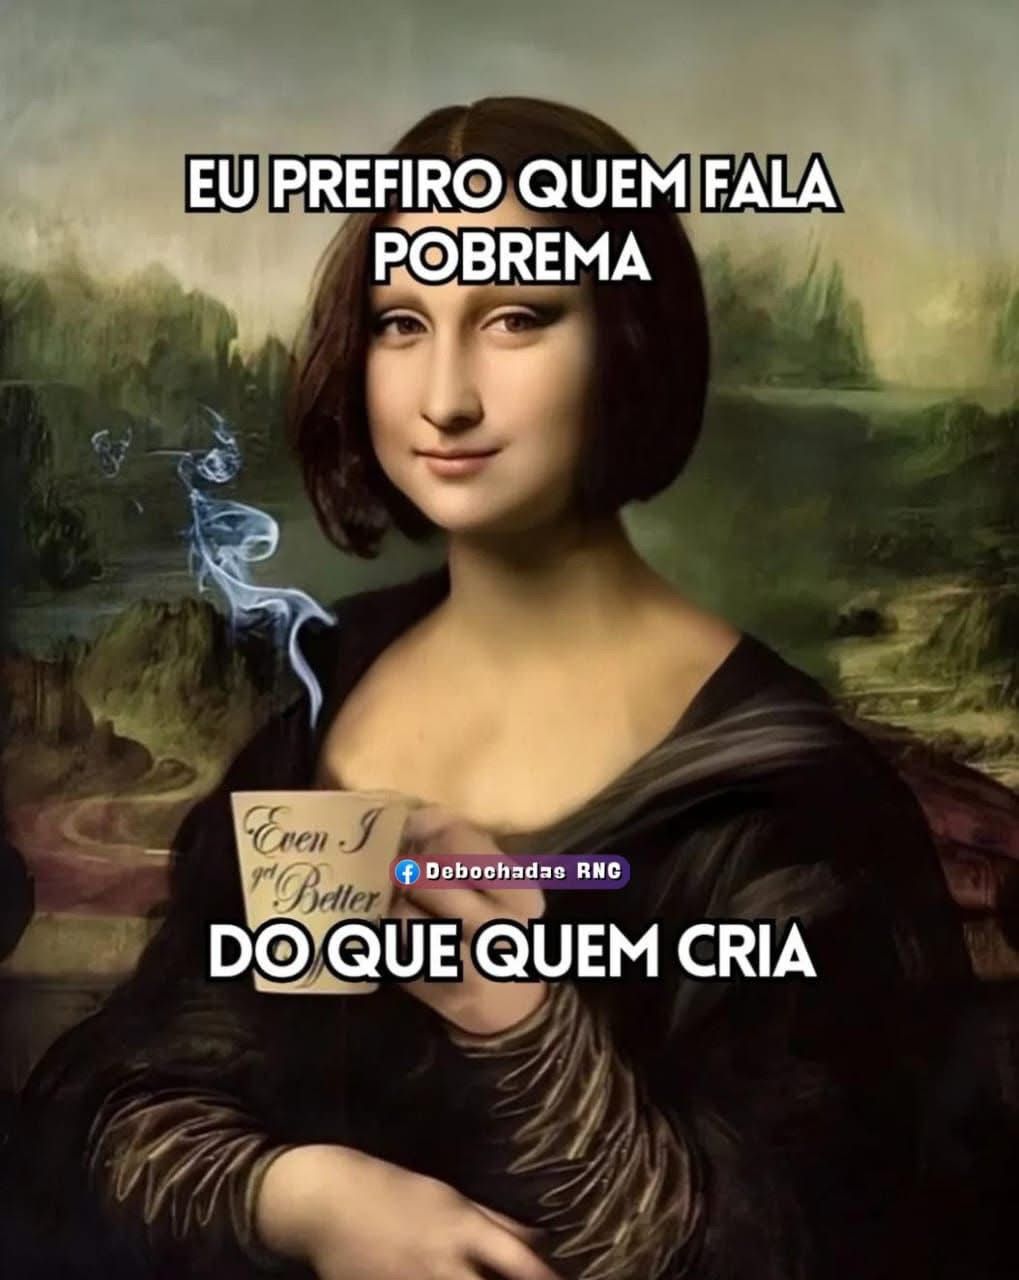 EU PREFIRO QUEM FALA
POBREMA
Even I
get Better
Debochadas RNG
DO QUE QUEM CRIA